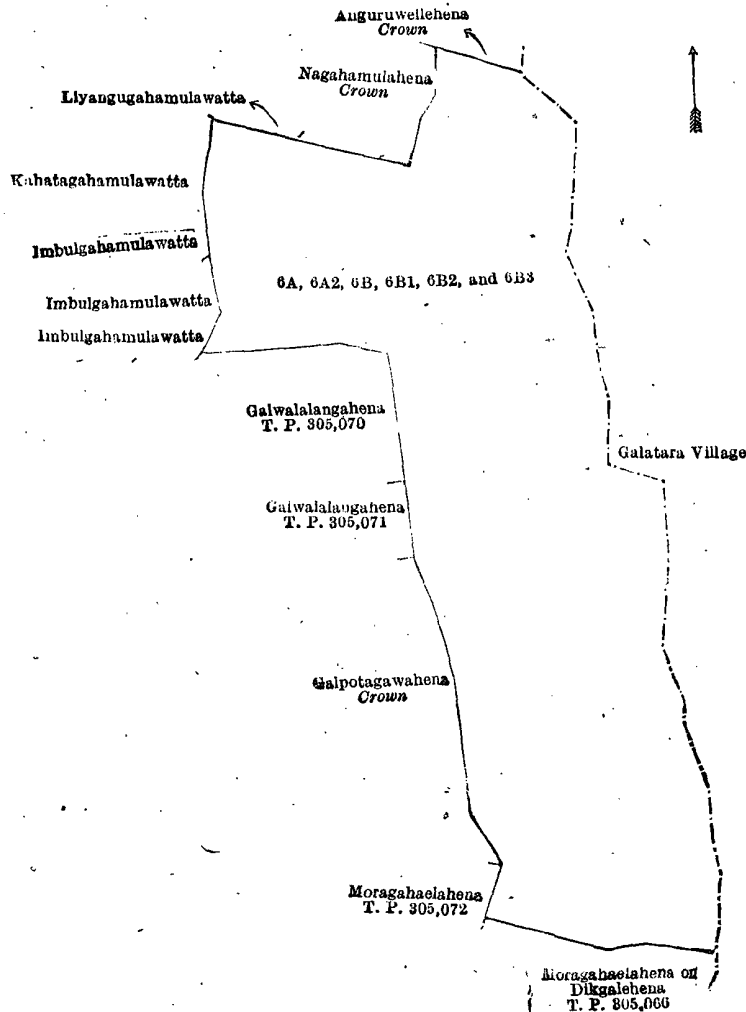 Anguruwellehena
Crown
Nagahamulahena
Crown
Liyangugahamulawatta
Kahatagahamulawatta
Imbulgahamulawatta
6A, 6A2, 6B, 6B1, 6B2, and 6B3
Imbulgahamulawatta
Imbulgahamulawatta
Galwalalangahena
T. P. 305,070
Galatara Village
Galwalalangahena
T. P. 305,071
Galpotagawahena
Crown
Moragahaelahena
T. P. 305,072
Moragahaelahena or
Dikgalehena
T. P. 305,066